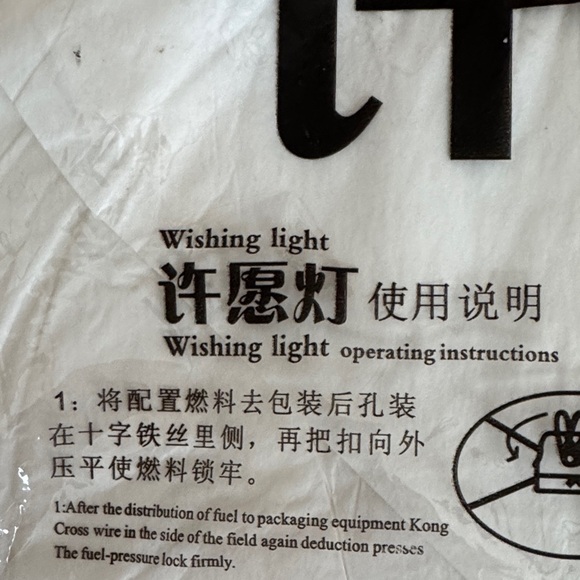 许
Wishing light
许愿灯 使用说明
Wishing light operating instructions
1：将配置燃料去包装后孔装
在十字铁丝里侧，再把扣向外
压平使燃料锁牢。
1:After the distribution of fuel to packaging equipment Kong
Cross wire in the side of the field again deduction presses
The fuel-pressure lock firmly.